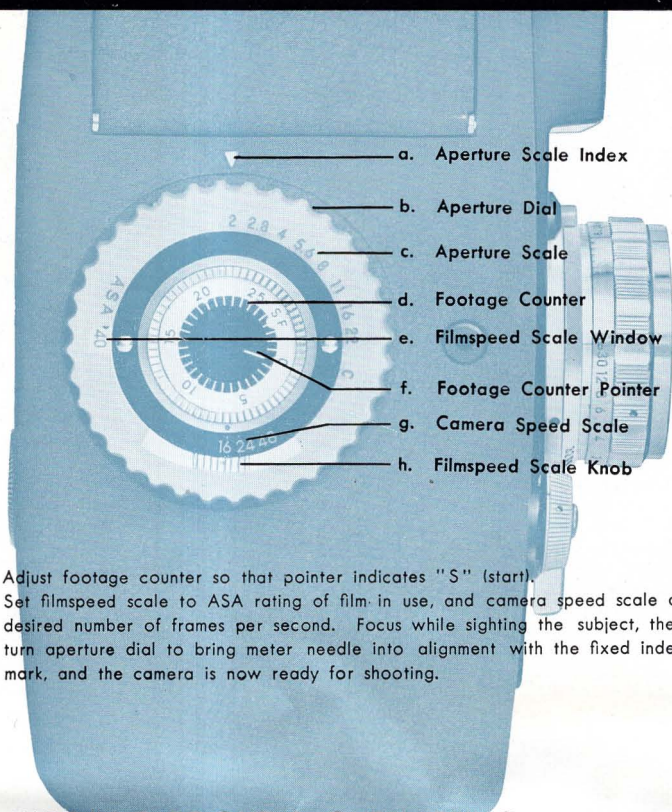 a. Aperture Scale Index
b. Aperture Dial
c. Aperture Scale
d. Footage Counter
e. Filmspeed Scale Window
f. Footage Counter Pointer
g. Camera Speed Scale
h. Filmspeed Scale Knob
2 2.8 4 5.6 8 11 16 22 C
ASA 40
20 25 S F 0
15 10 5
16 24 48
Adjust footage counter so that pointer indicates "S" (start).
Set filmspeed scale to ASA rating of film in use, and camera speed scale
desired number of frames per second. Focus while sighting the subject, the
turn aperture dial to bring meter needle into alignment with the fixed inde
mark, and the camera is now ready for shooting.